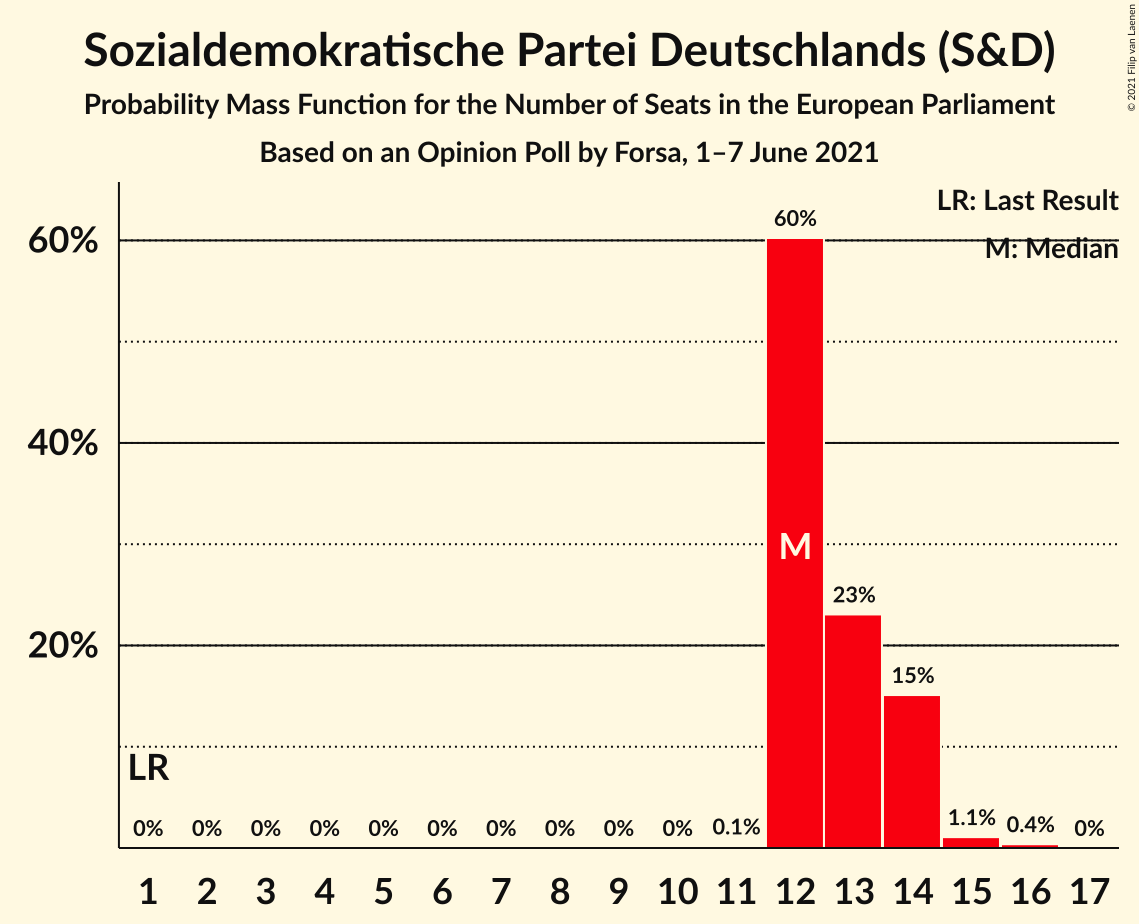 Sozialdemokratische Partei Deutschlands (S&D)
Probability Mass Function for the Number of Seats in the European Parliament
Based on an Opinion Poll by Forsa, 1–7 June 2021
© 2021 Filip van Laenen
LR: Last Result
M: Median
60%
40%
20%
60%
M
23%
15%
LR
0% 0% 0% 0% 0% 0% 0% 0% 0% 0% 0.1% 1.1% 0.4% 0%
1 2 3 4 5 6 7 8 9 10 11 12 13 14 15 16 17